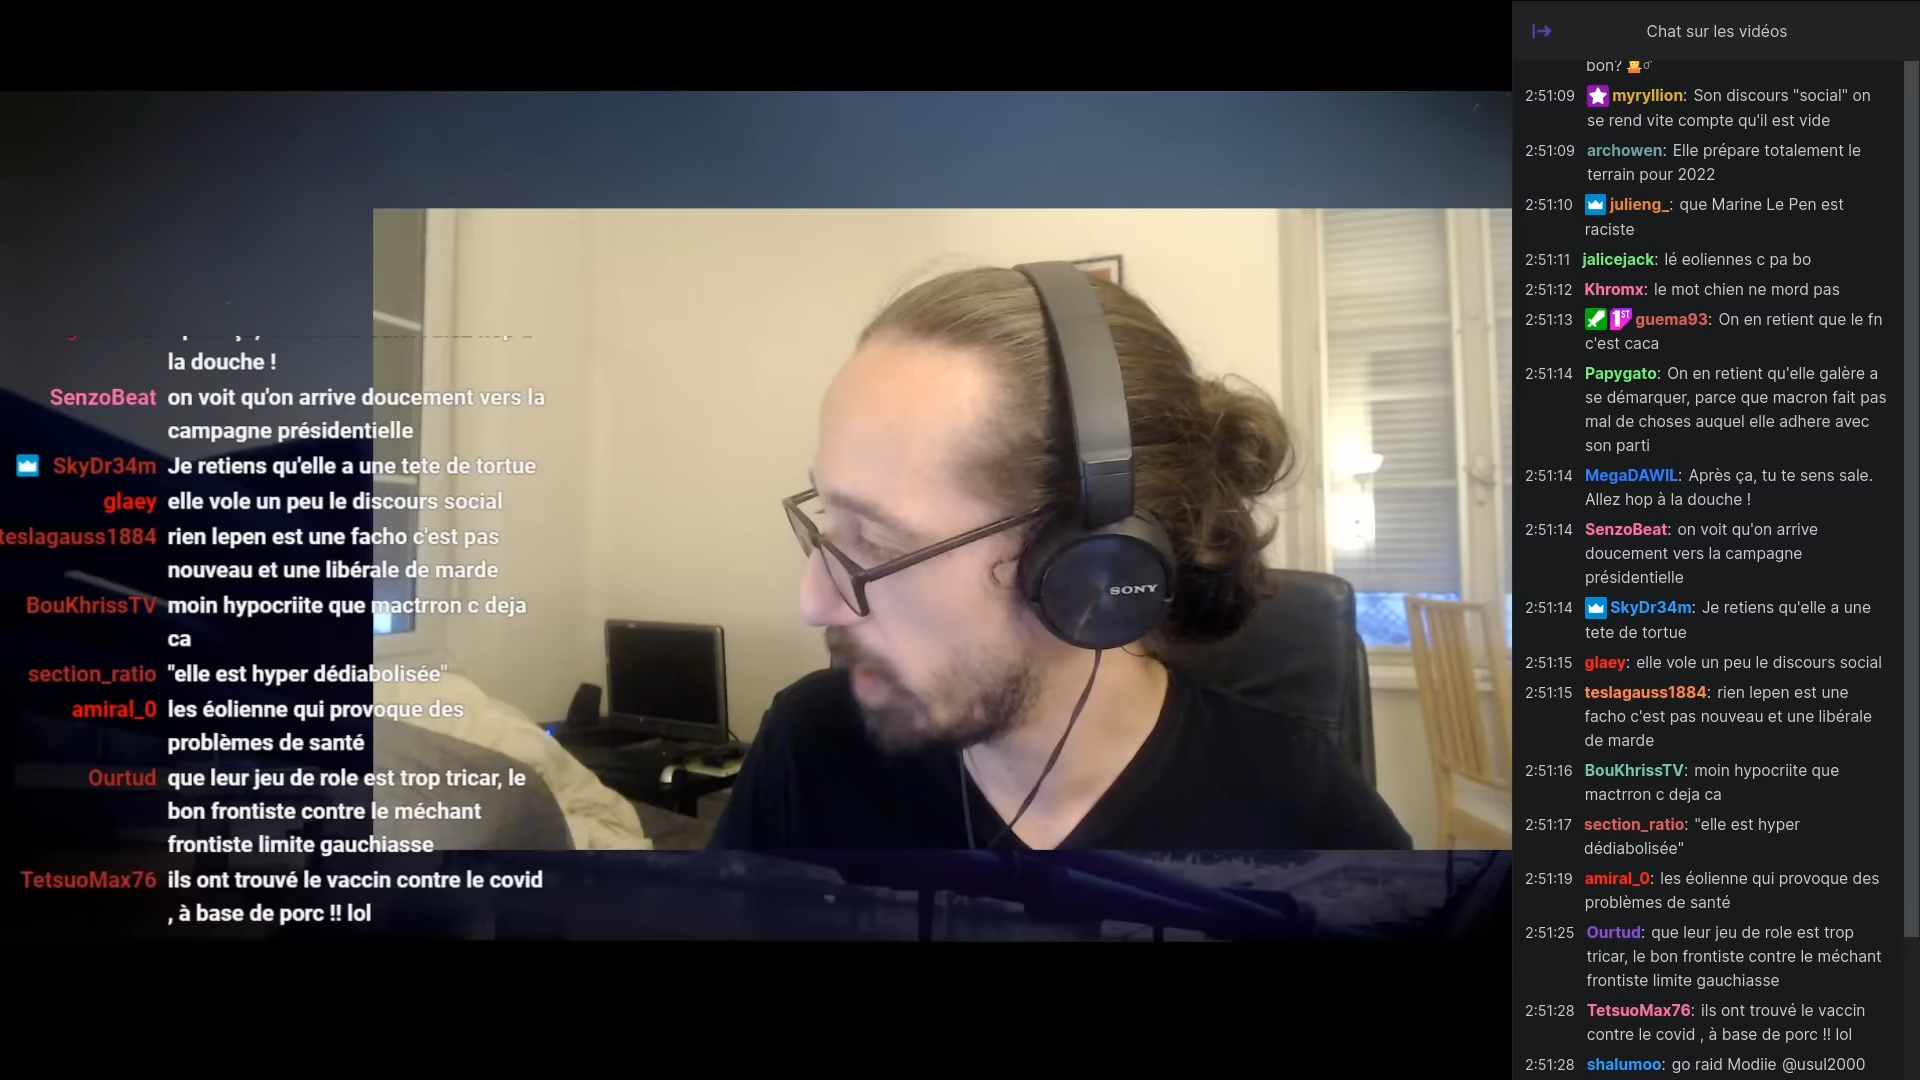 la douche !
SenzoBeat on voit qu'on arrive doucement vers la
campagne présidentielle
SkyDr34m Je retiens qu'elle a une tete de tortue
glaey elle vole un peu le discours social
teslagauss1884 rien lepen est une facho c'est pas
nouveau et une libérale de marde
BouKhrissTV moin hypocriite que mactrron c deja
ca
section_ratio "elle est hyper dédiabolisée"
amiral_0 les éolienne qui provoque des
problèmes de santé
Ourtud que leur jeu de role est trop tricar, le
bon frontiste contre le méchant
frontiste limite gauchiasse
TetsuoMax76 ils ont trouvé le vaccin contre le covid
, à base de porc !! lol
SONY
Chat sur les vidéos
bon? 🤷♂
2:51:09 myryllion: Son discours "social" on
se rend vite compte qu'il est vide
2:51:09 archowen: Elle prépare totalement le
terrain pour 2022
2:51:10 julieng_: que Marine Le Pen est
raciste
2:51:11 jalicejack: lé eoliennes c pa bo
2:51:12 Khromx: le mot chien ne mord pas
2:51:13 1ST guema93: On en retient que le fn
c'est caca
2:51:14 Papygato: On en retient qu'elle galère a
se démarquer, parce que macron fait pas
mal de choses auquel elle adhere avec
son parti
2:51:14 MegaDAWIL: Après ça, tu te sens sale.
Allez hop à la douche !
2:51:14 SenzoBeat: on voit qu'on arrive
doucement vers la campagne
présidentielle
2:51:14 SkyDr34m: Je retiens qu'elle a une
tete de tortue
2:51:15 glaey: elle vole un peu le discours social
2:51:15 teslagauss1884: rien lepen est une
facho c'est pas nouveau et une libérale
de marde
2:51:16 BouKhrissTV: moin hypocriite que
mactrron c deja ca
2:51:17 section_ratio: "elle est hyper
dédiabolisée"
2:51:19 amiral_0: les éolienne qui provoque des
problèmes de santé
2:51:25 Ourtud: que leur jeu de role est trop
tricar, le bon frontiste contre le méchant
frontiste limite gauchiasse
2:51:28 TetsuoMax76: ils ont trouvé le vaccin
contre le covid , à base de porc !! lol
2:51:28 shalumoo: go raid Modiie @usul2000